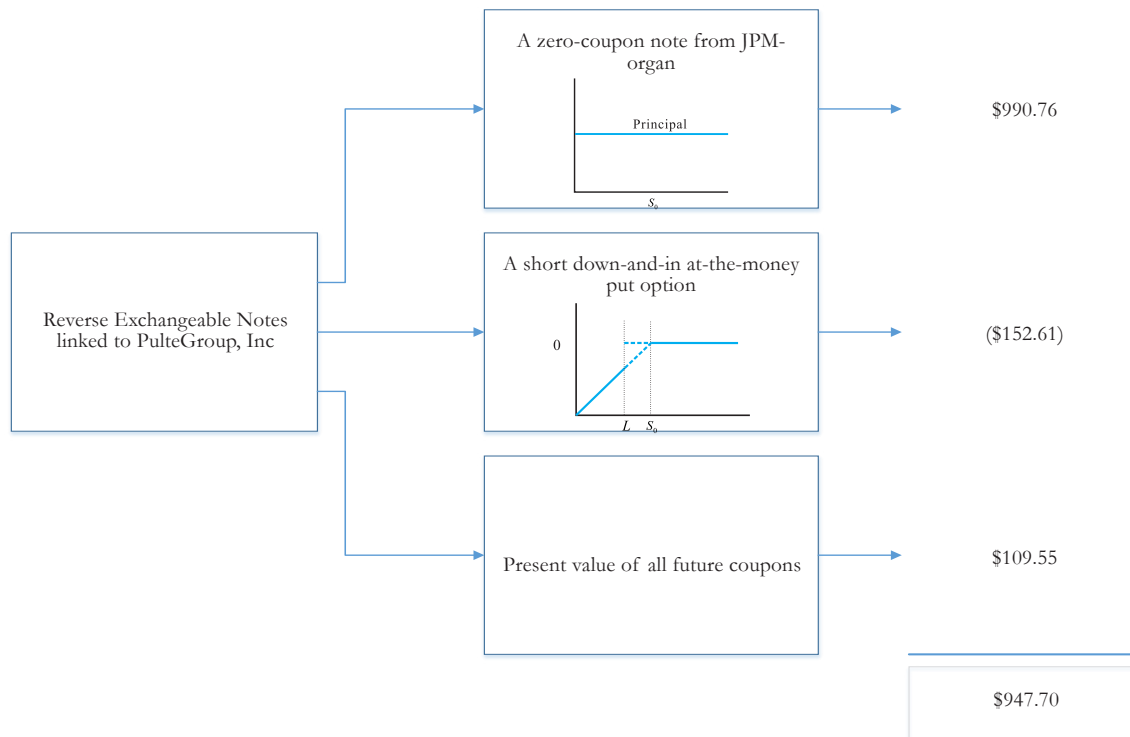 A zero-coupon note from JPM-
organ
Principal
S₀
$990.76
Reverse Exchangeable Notes
linked to PulteGroup, Inc
A short down-and-in at-the-money
put option
0
L S₀
($152.61)
Present value of all future coupons
$109.55
$947.70